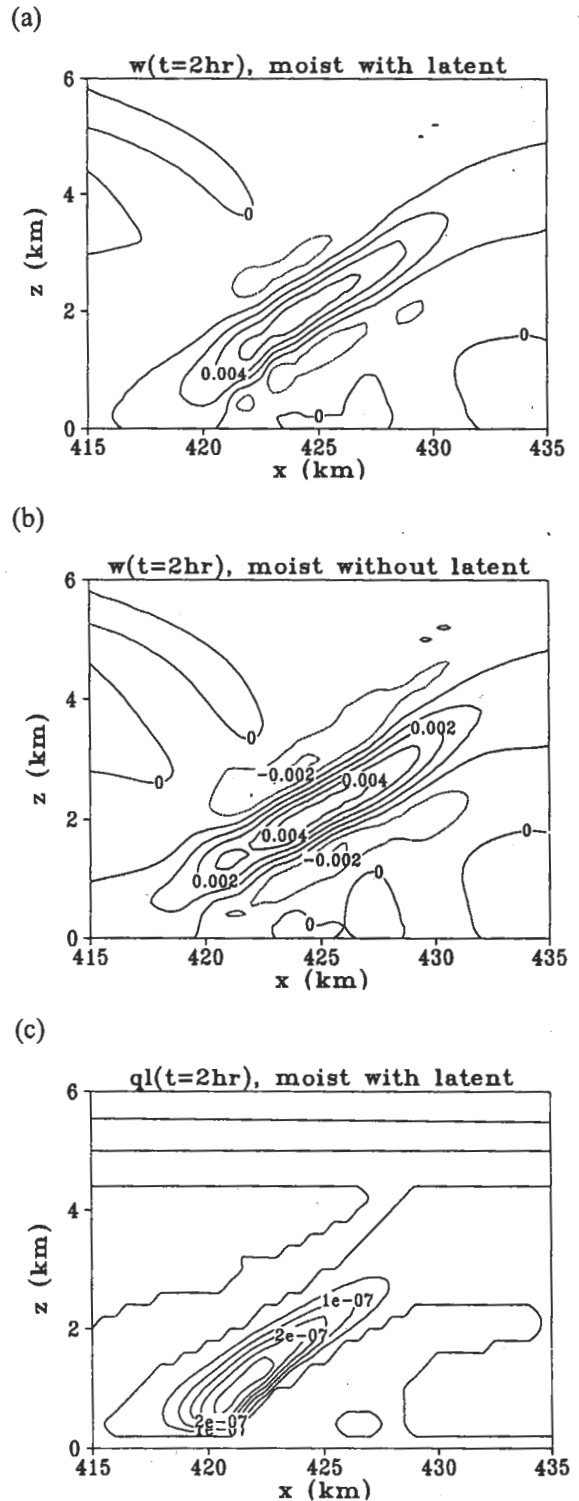 (a)
w(t=2hr), moist with latent
6
4
2
0
z (km)
0
0
0.004
0
0
415 420 425 430 435
x (km)
(b)
w(t=2hr), moist without latent
6
4
2
0
z (km)
0
0
0.002
-0.002
0.004
0.004
0.002
-0.002
0
0
0
415 420 425 430 435
x (km)
(c)
ql(t=2hr), moist with latent
6
4
2
0
z (km)
1e-07
2e-07
2e-07
415 420 425 430 435
x (km)